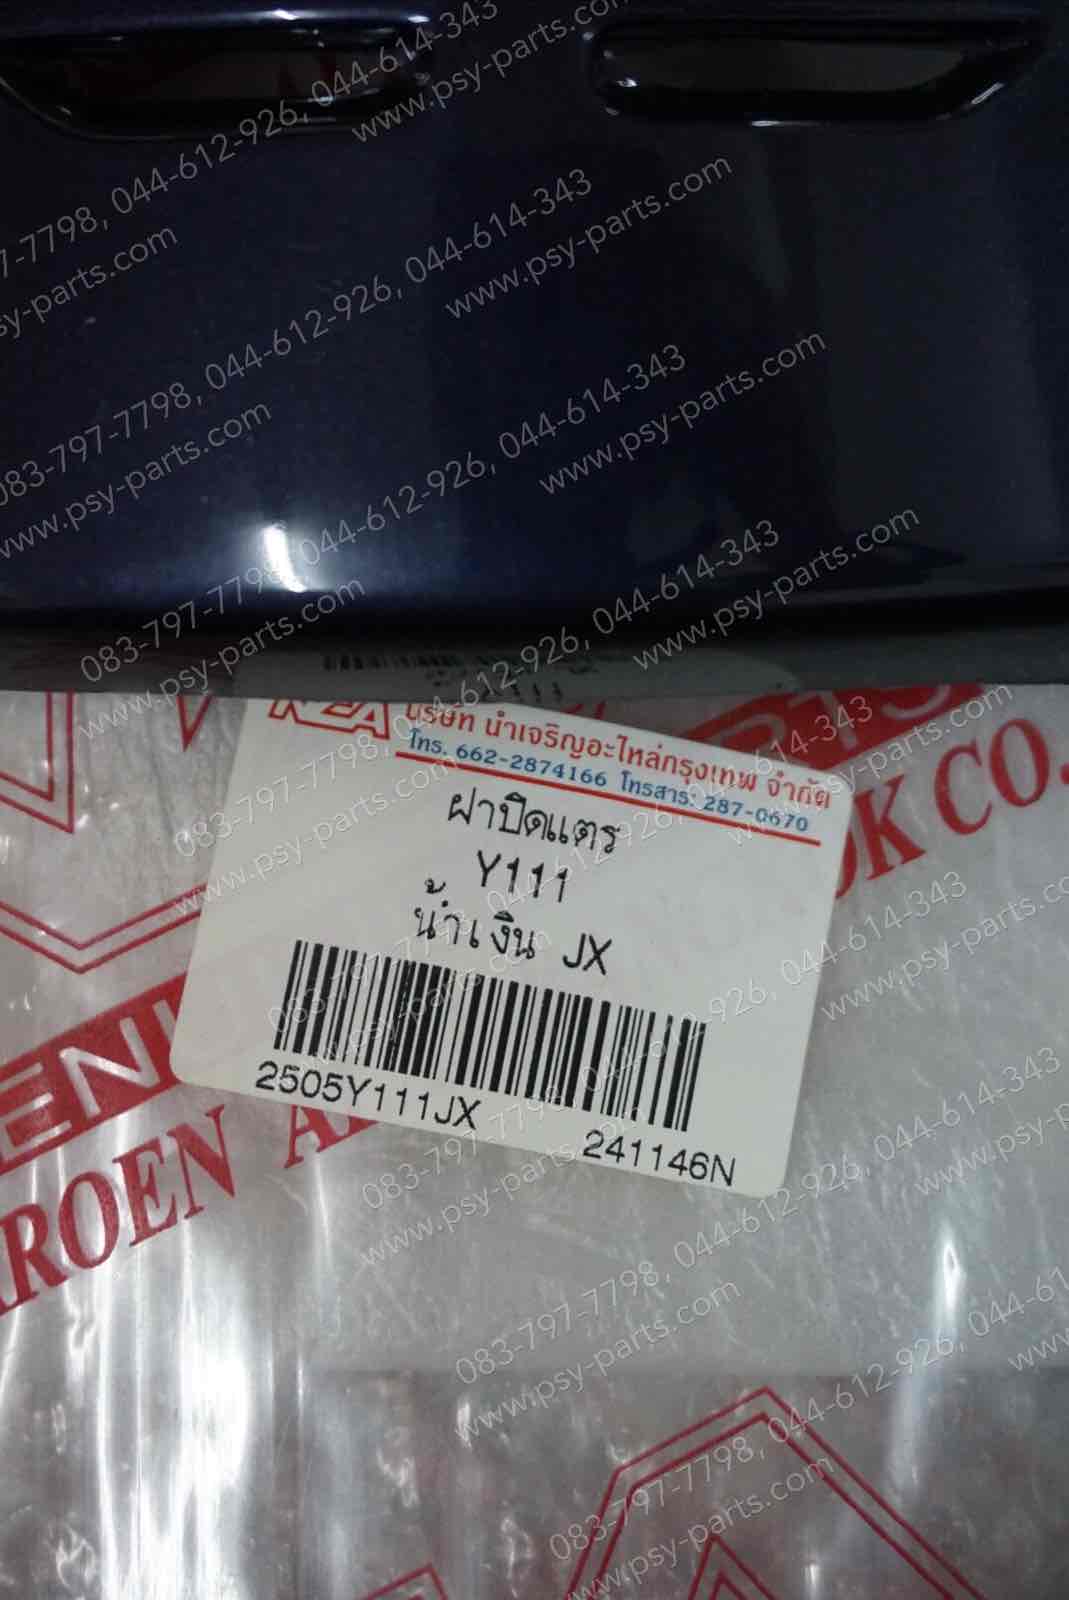 083-797-7798, 044-612-926, 044-614-343
www.psy-parts.com
NZA บริษัท น้ำเจริญอะไหล่กรุงเทพ จำกัด
โทร. 662-2874166 โทรสาร: 287-0670
ฝาปิดแตร
Y111
น้ำเงิน JX
2505Y111JX
241146N
OK CO.
AROEN